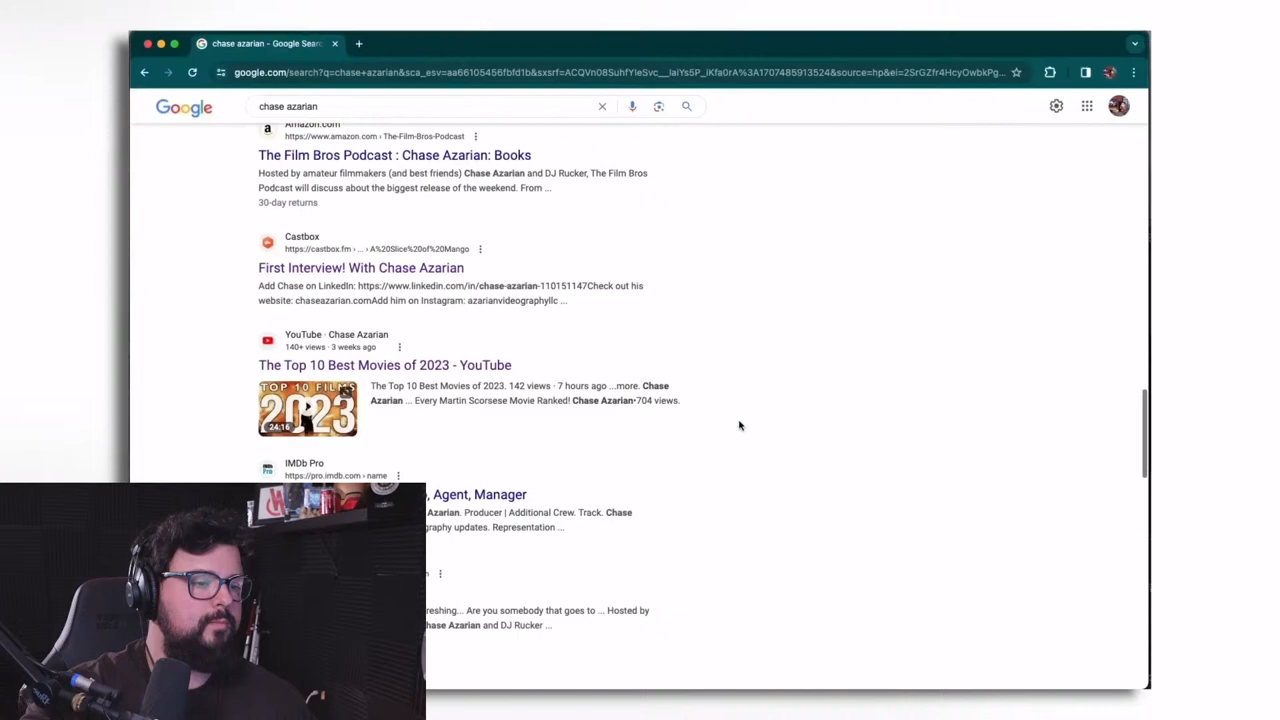 chase azarian - Google Sear
google.com/search?q=chase+azarian&sca_esv=aa66105456fbfd1b&sxsrf=ACQVn08SuhfYIeSvc__IaiYs5P_iKfa0rA%3A1707485913524&source=hp&ei=2SrGZfr4HcyOwbkPg...
Google
chase azarian
Amazon.com
https://www.amazon.com › The-Film-Bros-Podcast
The Film Bros Podcast : Chase Azarian: Books
Hosted by amateur filmmakers (and best friends) Chase Azarian and DJ Rucker, The Film Bros
Podcast will discuss about the biggest release of the weekend. From ...
30-day returns
Castbox
https://castbox.fm › ... › A%20Slice%20of%20Mango
First Interview! With Chase Azarian
Add Chase on LinkedIn: https://www.linkedin.com/in/chase-azarian-110151147Check out his
website: chaseazarian.comAdd him on Instagram: azarianvideographyllc ...
YouTube · Chase Azarian
140+ views · 3 weeks ago
The Top 10 Best Movies of 2023 - YouTube
TOP 10 FILMS
2023
24:16
The Top 10 Best Movies of 2023. 142 views · 7 hours ago ...more. Chase
Azarian ... Every Martin Scorsese Movie Ranked! Chase Azarian•704 views.
IMDb Pro
https://pro.imdb.com › name
, Agent, Manager
Azarian. Producer | Additional Crew. Track. Chase
graphy updates. Representation ...
reshing... Are you somebody that goes to ... Hosted by
Chase Azarian and DJ Rucker ...